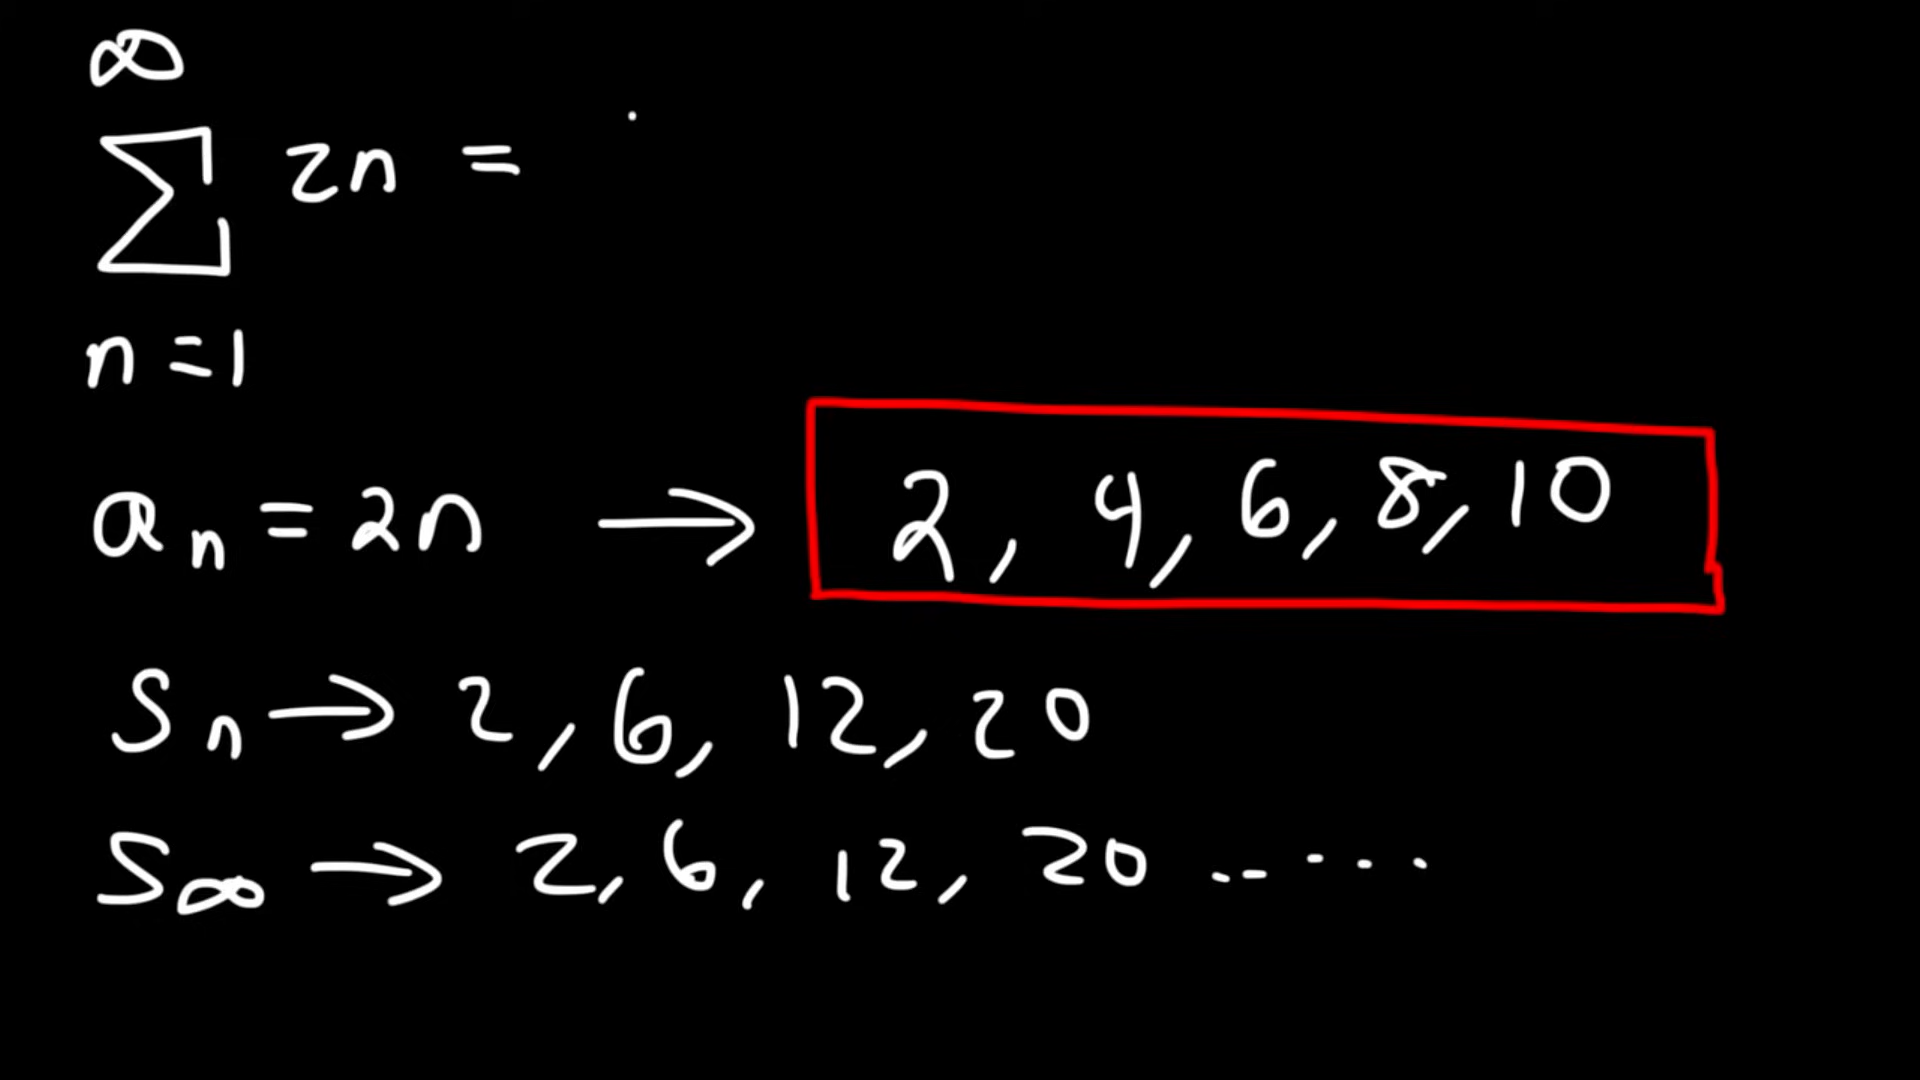 ∞
∑ 2n =
n=1
aₙ = 2n → 2, 4, 6, 8, 10
Sₙ → 2, 6, 12, 20
S∞ → 2, 6, 12, 20 .. -...